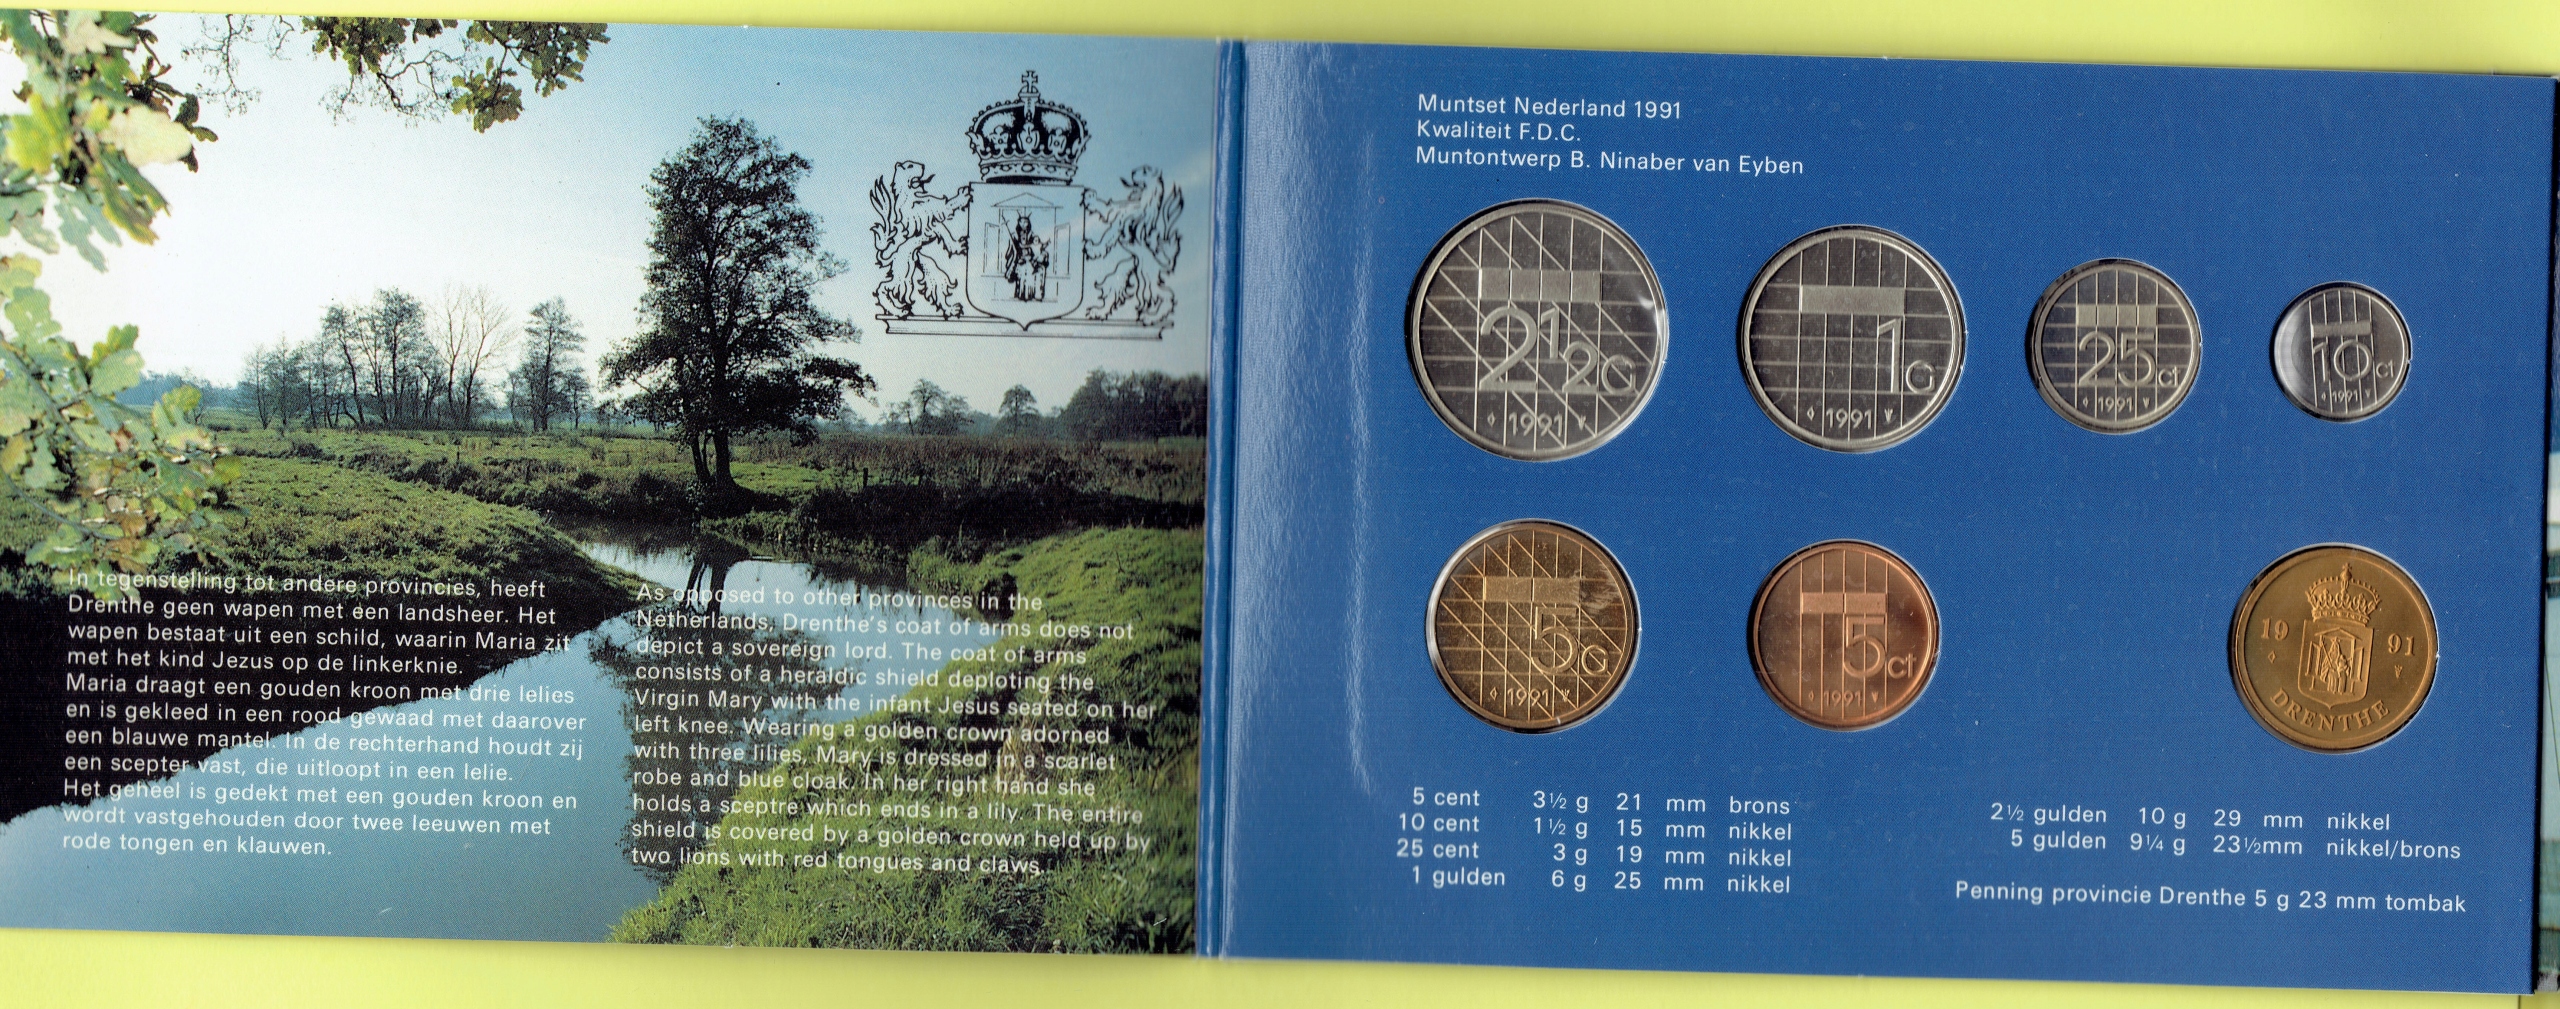 In tegenstelling tot andere provincies, heeft
Drenthe geen wapen met een landsheer. Het
wapen bestaat uit een schild, waarin Maria zit
met het kind Jezus op de linkerknie.
Maria draagt een gouden kroon met drie lelies
en is gekleed in een rood gewaad met daarover
een blauwe mantel. In de rechterhand houdt zij
een scepter vast, die uitloopt in een lelie.
Het geheel is gedekt met een gouden kroon en
wordt vastgehouden door twee leeuwen met
rode tongen en klauwen.
As opposed to other provinces in the
Netherlands, Drenthe's coat of arms does not
depict a sovereign lord. The coat of arms
consists of a heraldic shield deploting the
Virgin Mary with the infant Jesus seated on her
left knee. Wearing a golden crown adorned
with three lilies, Mary is dressed in a scarlet
robe and blue cloak. In her right hand she
holds a sceptre which ends in a lily. The entire
shield is covered by a golden crown held up by
two lions with red tongues and claws.
Muntset Nederland 1991
Kwaliteit F.D.C.
Muntontwerp B. Ninaber van Eyben
2 1/2 G
1991
1 G
1991
25 ct
1991
10 ct
1991
5 G
1991
5 ct
1991
19 91
DRENTHE
5 cent 3½ g 21 mm brons
10 cent 1½ g 15 mm nikkel
25 cent 3 g 19 mm nikkel
1 gulden 6 g 25 mm nikkel
2½ gulden 10 g 29 mm nikkel
5 gulden 9¼ g 23½mm nikkel/brons
Penning provincie Drenthe 5 g 23 mm tombak